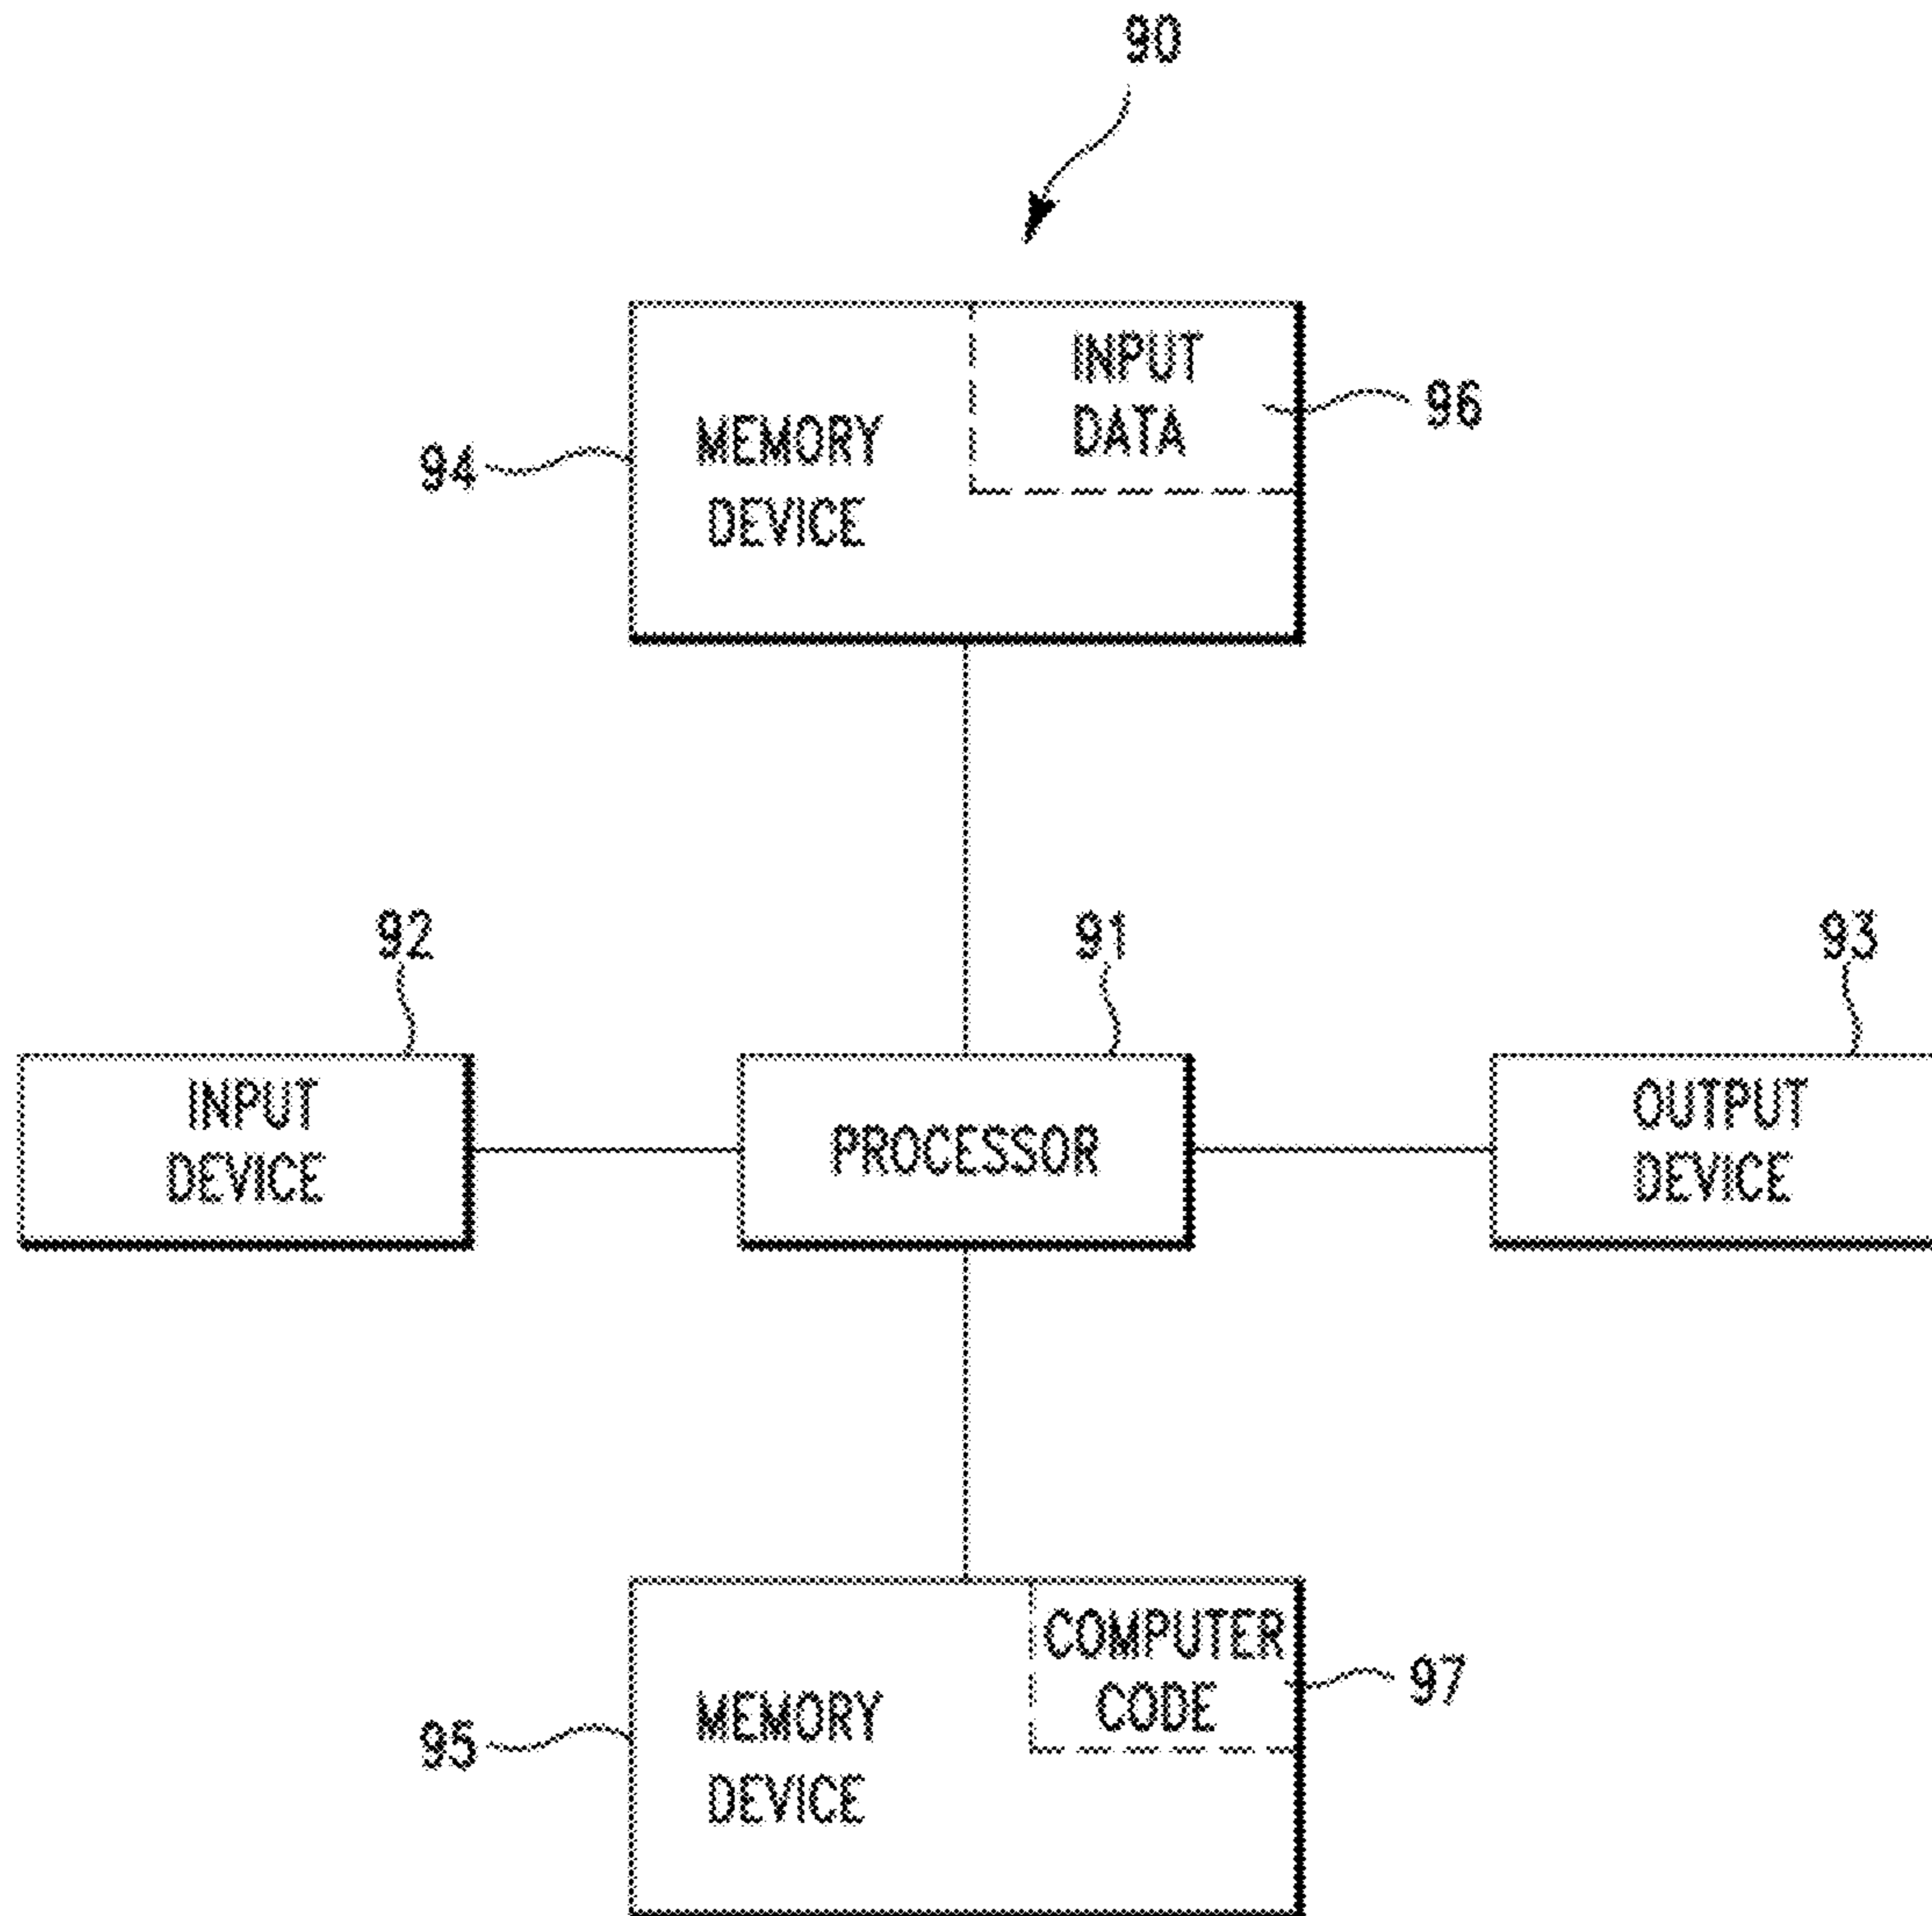 90
INPUT
DATA
96
94
MEMORY
DEVICE
92
91
93
INPUT
DEVICE
PROCESSOR
OUTPUT
DEVICE
COMPUTER
CODE
97
95
MEMORY
DEVICE